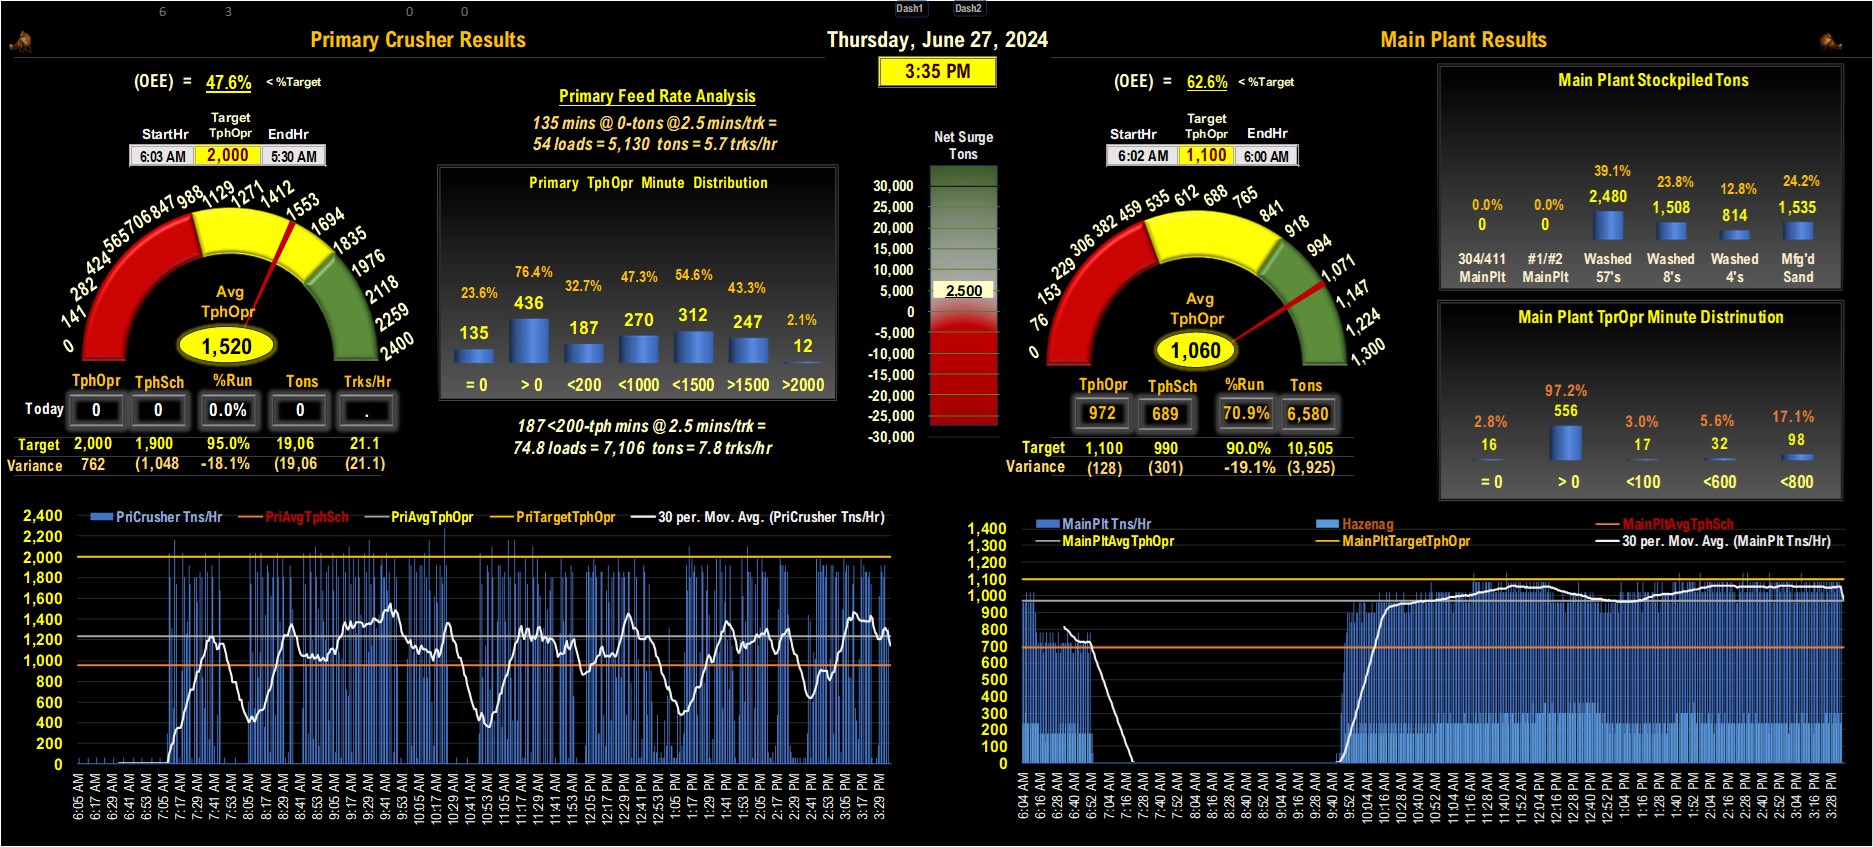 6 3 0 0 Dash1 Dash2
Primary Crusher Results
Thursday, June 27, 2024
Main Plant Results
3:35 PM
(OEE) = 47.6% < %Target
StartHr Target TphOpr EndHr
6:03 AM 2,000 5:30 AM
0 141 282 424 565 706 847 988 1129 1271 1412 1553 1694 1835 1976 2118 2259 2400
Avg
TphOpr
1,520
TphOpr TphSch %Run Tons Trks/Hr
Today 0 0 0.0% 0 .
Target 2,000 1,900 95.0% 19,06 21.1
Variance 762 (1,048 -18.1% (19,06 (21.1)
Primary Feed Rate Analysis
135 mins @ 0-tons @2.5 mins/trk =
54 loads = 5,130 tons = 5.7 trks/hr
Primary TphOpr Minute Distribution
23.6% 76.4% 32.7% 47.3% 54.6% 43.3% 2.1%
135 436 187 270 312 247 12
= 0 > 0 <200 <1000 <1500 >1500 >2000
187<200-tph mins @ 2.5 mins/trk =
74.8 loads = 7,106 tons = 7.8 trks/hr
Net Surge
Tons
30,000
25,000
20,000
15,000
10,000
5,000
2,500
0
-5,000
-10,000
-15,000
-20,000
-25,000
-30,000
(OEE) = 62.6% < %Target
StartHr Target TphOpr EndHr
6:02 AM 1,100 6:00 AM
0 76 153 229 306 382 459 535 612 688 765 841 918 994 1,071 1,147 1,224 1,300
Avg
TphOpr
1,060
TphOpr TphSch %Run Tons
972 689 70.9% 6,580
Target 1,100 990 90.0% 10,505
Variance (128) (301) -19.1% (3,925)
Main Plant Stockpiled Tons
0.0% 0.0% 39.1% 23.8% 12.8% 24.2%
0 0 2,480 1,508 814 1,535
304/411 #1/#2 Washed Washed Washed Mfg'd
MainPlt MainPlt 57's 8's 4's Sand
Main Plant TprOpr Minute Distrinution
2.8% 97.2% 3.0% 5.6% 17.1%
16 556 17 32 98
= 0 > 0 <100 <600 <800
PriCrusher Tns/Hr PriAvgTphSch PriAvgTphOpr PriTargetTphOpr 30 per. Mov. Avg. (PriCrusher Tns/Hr)
2,400
2,200
2,000
1,800
1,600
1,400
1,200
1,000
800
600
400
200
0
6:05 AM 6:17 AM 6:29 AM 6:41 AM 6:53 AM 7:05 AM 7:17 AM 7:29 AM 7:41 AM 7:53 AM 8:05 AM 8:17 AM 8:29 AM 8:41 AM 8:53 AM 9:05 AM 9:17 AM 9:29 AM 9:41 AM 9:53 AM 10:05 AM 10:17 AM 10:29 AM 10:41 AM 10:53 AM 11:05 AM 11:17 AM 11:29 AM 11:41 AM 11:53 AM 12:05 PM 12:17 PM 12:29 PM 12:41 PM 12:53 PM 1:05 PM 1:17 PM 1:29 PM 1:41 PM 1:53 PM 2:05 PM 2:17 PM 2:29 PM 2:41 PM 2:53 PM 3:05 PM 3:17 PM 3:29 PM
MainPlt Tns/Hr Hazenag MainPltAvgTphSch
MainPltAvgTphOpr MainPltTargetTphOpr 30 per. Mov. Avg. (MainPlt Tns/Hr)
1,400
1,300
1,200
1,100
1,000
900
800
700
600
500
400
300
200
100
0
6:04 AM 6:16 AM 6:28 AM 6:40 AM 6:52 AM 7:04 AM 7:16 AM 7:28 AM 7:40 AM 7:52 AM 8:04 AM 8:16 AM 8:28 AM 8:40 AM 8:52 AM 9:04 AM 9:16 AM 9:28 AM 9:40 AM 9:52 AM 10:04 AM 10:16 AM 10:28 AM 10:40 AM 10:52 AM 11:04 AM 11:16 AM 11:28 AM 11:40 AM 11:52 AM 12:04 PM 12:16 PM 12:28 PM 12:40 PM 12:52 PM 1:04 PM 1:16 PM 1:28 PM 1:40 PM 1:52 PM 2:04 PM 2:16 PM 2:28 PM 2:40 PM 2:52 PM 3:04 PM 3:16 PM 3:28 PM